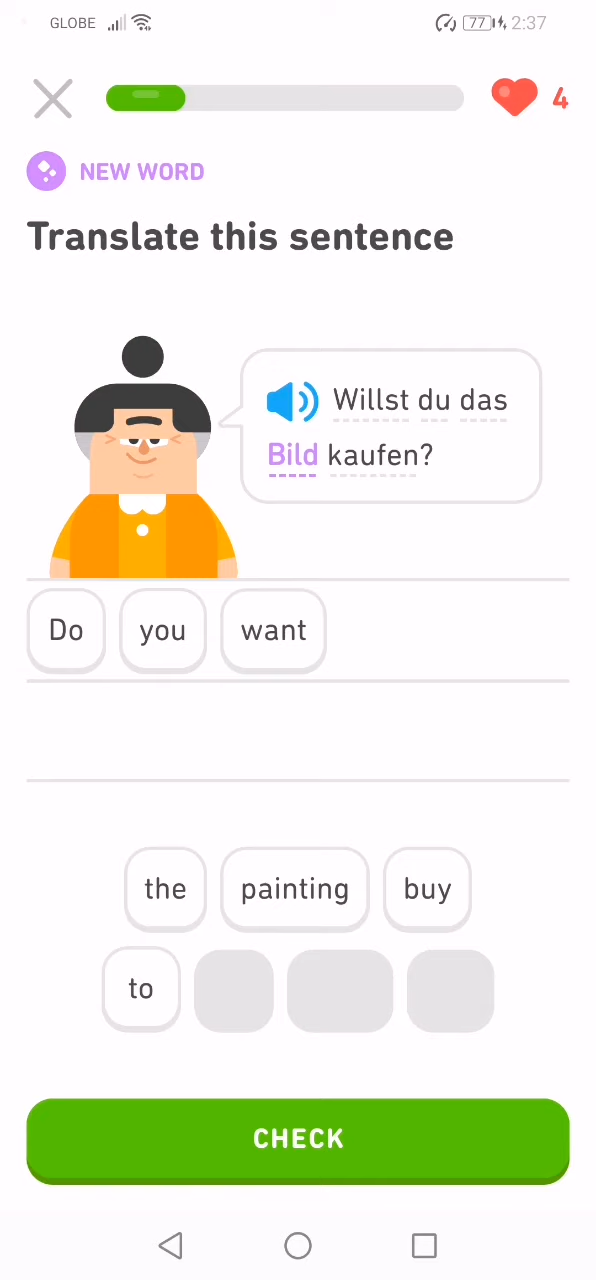 GLOBE 77 2:37
4
NEW WORD
Translate this sentence
Willst du das
Bild kaufen?
Do you want
the painting buy
to
CHECK